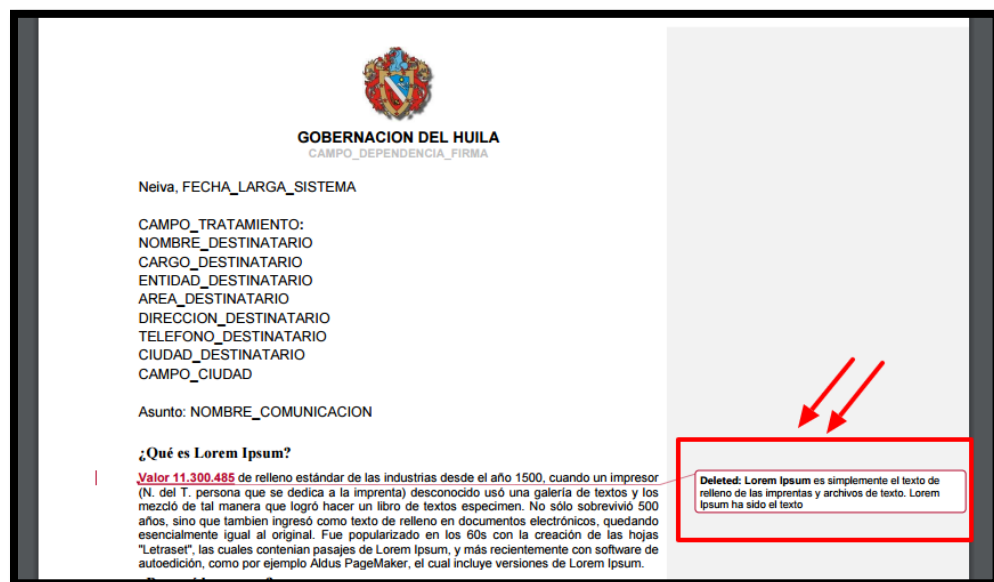 GOBERNACION DEL HUILA
CAMPO_DEPENDENCIA_FIRMA
Neiva, FECHA_LARGA_SISTEMA
CAMPO_TRATAMIENTO:
NOMBRE_DESTINATARIO
CARGO_DESTINATARIO
ENTIDAD_DESTINATARIO
AREA_DESTINATARIO
DIRECCION_DESTINATARIO
TELEFONO_DESTINATARIO
CIUDAD_DESTINATARIO
CAMPO_CIUDAD
Asunto: NOMBRE_COMUNICACION
¿Qué es Lorem Ipsum?
Valor 11.300.485 de relleno estándar de las industrias desde el año 1500, cuando un impresor
(N. del T. persona que se dedica a la imprenta) desconocido usó una galería de textos y los
mezcló de tal manera que logró hacer un libro de textos especimen. No sólo sobrevivió 500
años, sino que tambien ingresó como texto de relleno en documentos electrónicos, quedando
esencialmente igual al original. Fue popularizado en los 60s con la creación de las hojas
"Letraset", las cuales contenian pasajes de Lorem Ipsum, y más recientemente con software de
autoedición, como por ejemplo Aldus PageMaker, el cual incluye versiones de Lorem Ipsum.
Deleted: Lorem Ipsum es simplemente el texto de
relleno de las imprentas y archivos de texto. Lorem
Ipsum ha sido el texto